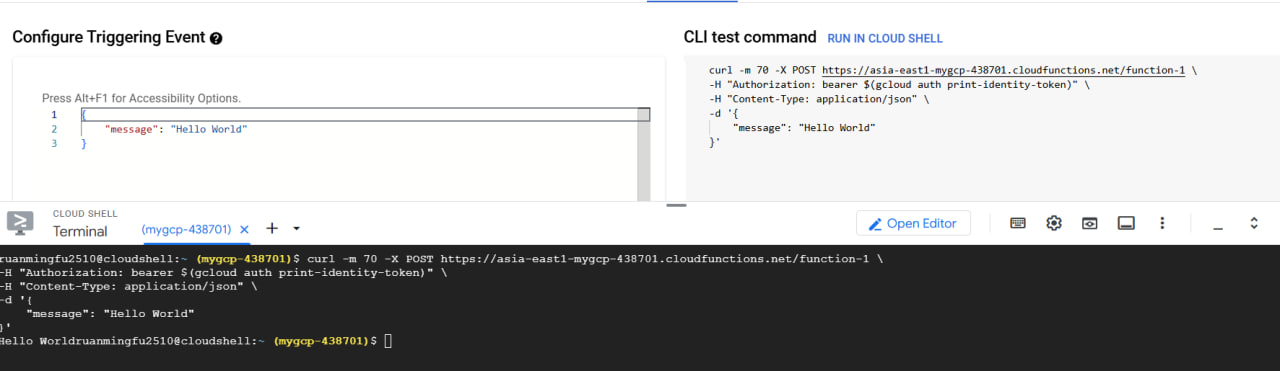 Configure Triggering Event
Press Alt+F1 for Accessibility Options.
1 {
2 "message": "Hello World"
3 }
CLI test command RUN IN CLOUD SHELL
curl -m 70 -X POST https://asia-east1-mygcp-438701.cloudfunctions.net/function-1 \
-H "Authorization: bearer $(gcloud auth print-identity-token)" \
-H "Content-Type: application/json" \
-d '{
"message": "Hello World"
}'
CLOUD SHELL
Terminal
(mygcp-438701)
Open Editor
ruanmingfu2510@cloudshell:~ (mygcp-438701)$ curl -m 70 -X POST https://asia-east1-mygcp-438701.cloudfunctions.net/function-1 \
-H "Authorization: bearer $(gcloud auth print-identity-token)" \
-H "Content-Type: application/json" \
-d '{
"message": "Hello World"
}'
Hello Worldruanmingfu2510@cloudshell:~ (mygcp-438701)$